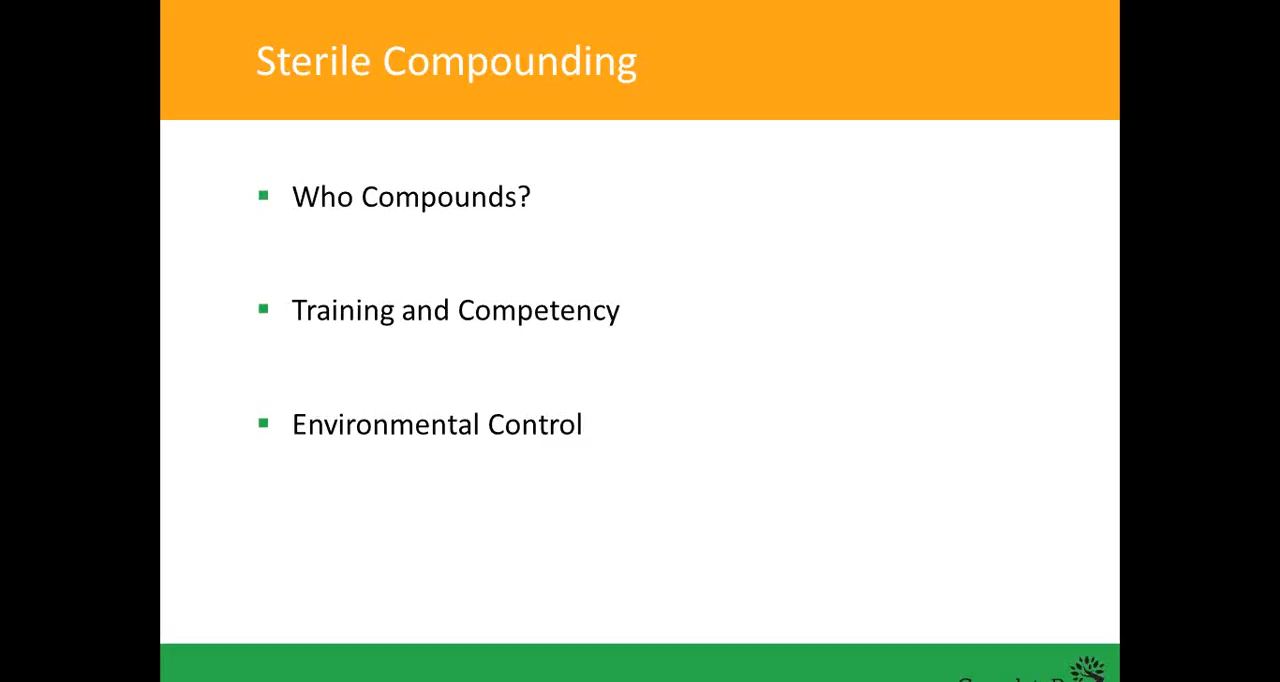 Sterile Compounding
Who Compounds?
Training and Competency
Environmental Control